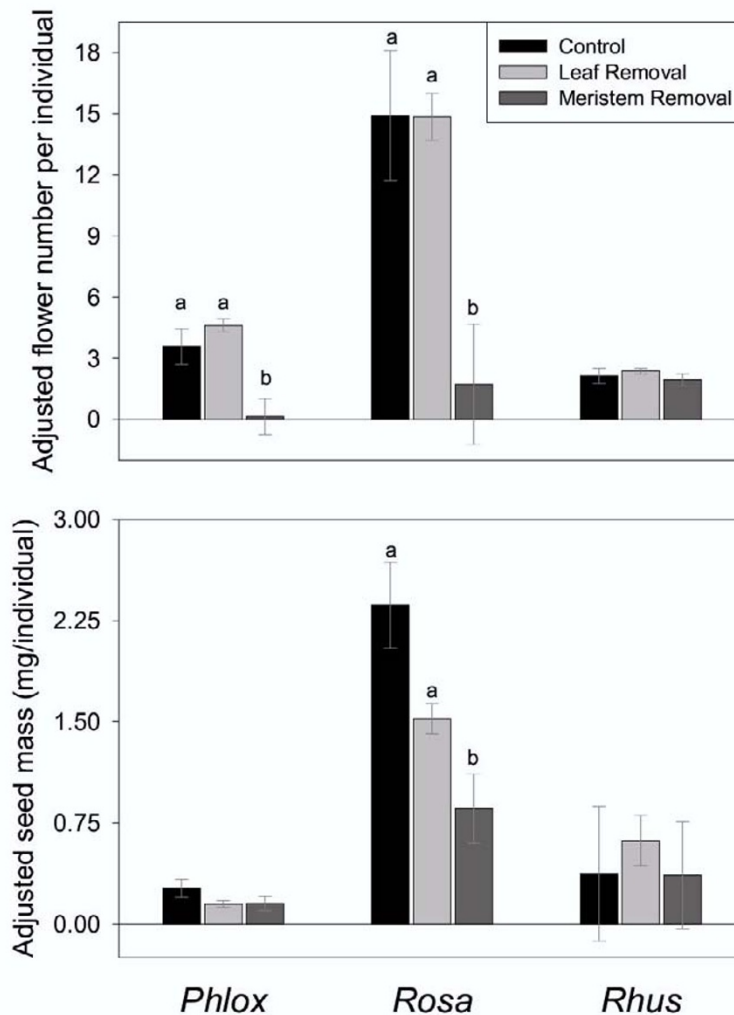 Adjusted flower number per individual
18
15
12
9
6
3
0
Control
Leaf Removal
Meristem Removal
a
a
b
a
a
b
Adjusted seed mass (mg/individual)
3.00
2.25
1.50
0.75
0.00
a
a
b
Phlox
Rosa
Rhus